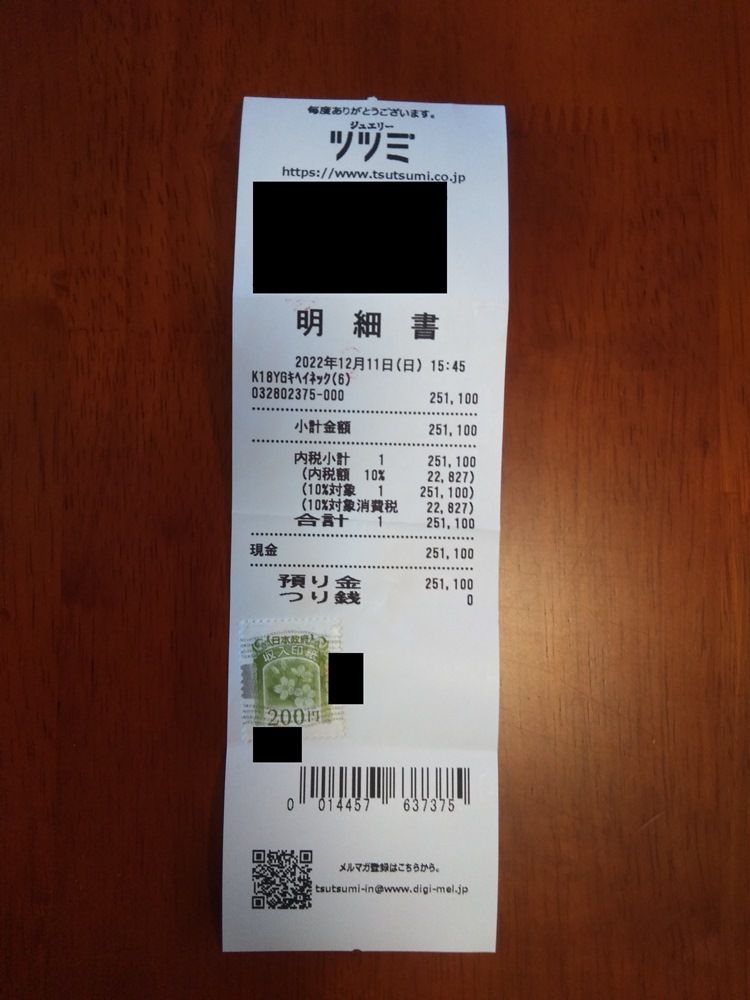 毎度ありがとうございます。
ジュエリー
ツツミ
https://www.tsutsumi.co.jp
明細書
2022年12月11日(日) 15:45
K18YGｷﾍｲﾈｯｸ(6)
032802375-000 251,100
小計金額 251,100
内税小計 1 251,100
(内税額 10% 22,827)
(10%対象 1 251,100)
(10%対象消費税 22,827)
合計 1 251,100
現金 251,100
預り金 251,100
つり銭 0
日本政府
収入印紙
200円
0 014457 637375
メルマガ登録はこちらから。
tsutsumi-in@www.digi-mel.jp